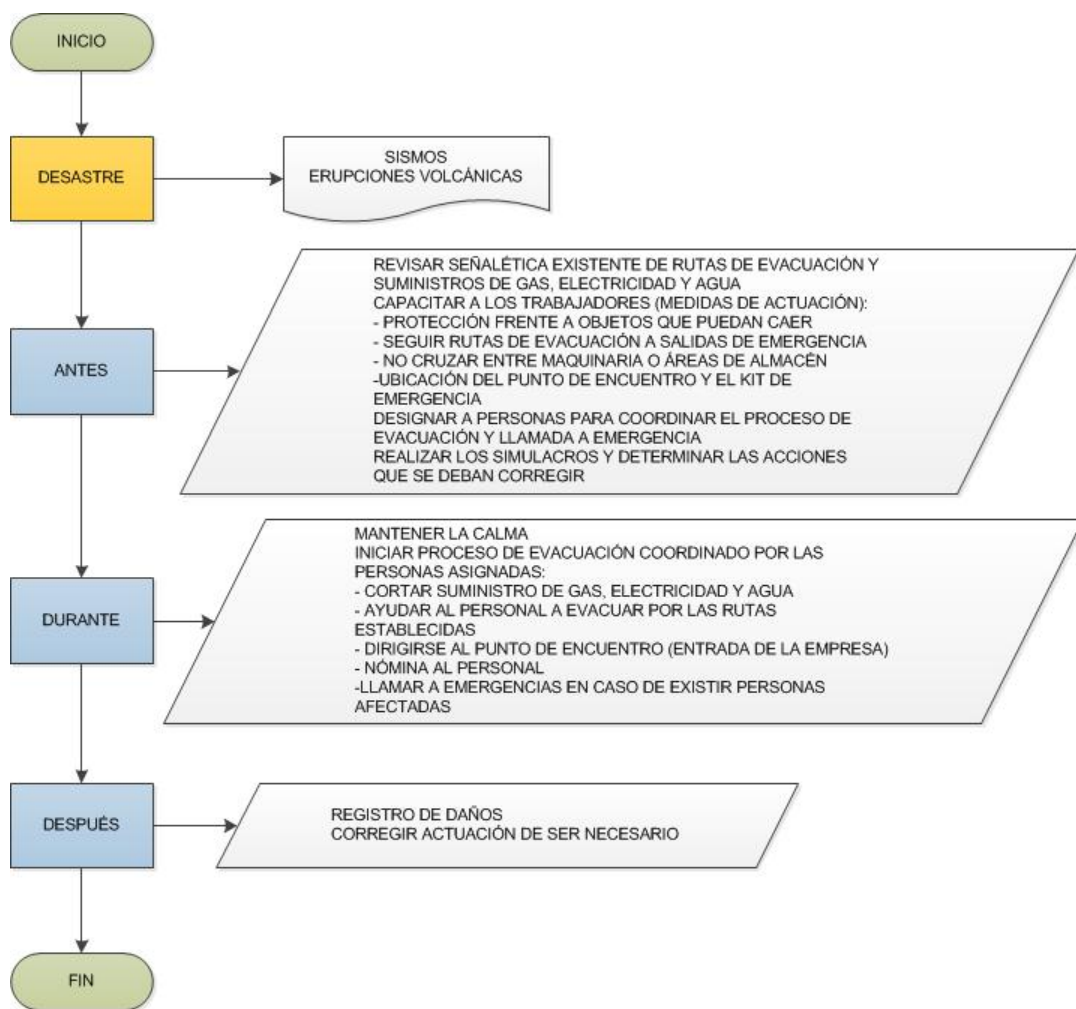 INICIO
DESASTRE
SISMOS
ERUPCIONES VOLCÁNICAS
ANTES
REVISAR SEÑALÉTICA EXISTENTE DE RUTAS DE EVACUACIÓN Y
SUMINISTROS DE GAS, ELECTRICIDAD Y AGUA
CAPACITAR A LOS TRABAJADORES (MEDIDAS DE ACTUACIÓN):
- PROTECCIÓN FRENTE A OBJETOS QUE PUEDAN CAER
- SEGUIR RUTAS DE EVACUACIÓN A SALIDAS DE EMERGENCIA
- NO CRUZAR ENTRE MAQUINARIA O ÁREAS DE ALMACÉN
-UBICACIÓN DEL PUNTO DE ENCUENTRO Y EL KIT DE
EMERGENCIA
DESIGNAR A PERSONAS PARA COORDINAR EL PROCESO DE
EVACUACIÓN Y LLAMADA A EMERGENCIA
REALIZAR LOS SIMULACROS Y DETERMINAR LAS ACCIONES
QUE SE DEBAN CORREGIR
DURANTE
MANTENER LA CALMA
INICIAR PROCESO DE EVACUACIÓN COORDINADO POR LAS
PERSONAS ASIGNADAS:
- CORTAR SUMINISTRO DE GAS, ELECTRICIDAD Y AGUA
- AYUDAR AL PERSONAL A EVACUAR POR LAS RUTAS
ESTABLECIDAS
- DIRIGIRSE AL PUNTO DE ENCUENTRO (ENTRADA DE LA EMPRESA)
- NÓMINA AL PERSONAL
-LLAMAR A EMERGENCIAS EN CASO DE EXISTIR PERSONAS
AFECTADAS
DESPUÉS
REGISTRO DE DAÑOS
CORREGIR ACTUACIÓN DE SER NECESARIO
FIN